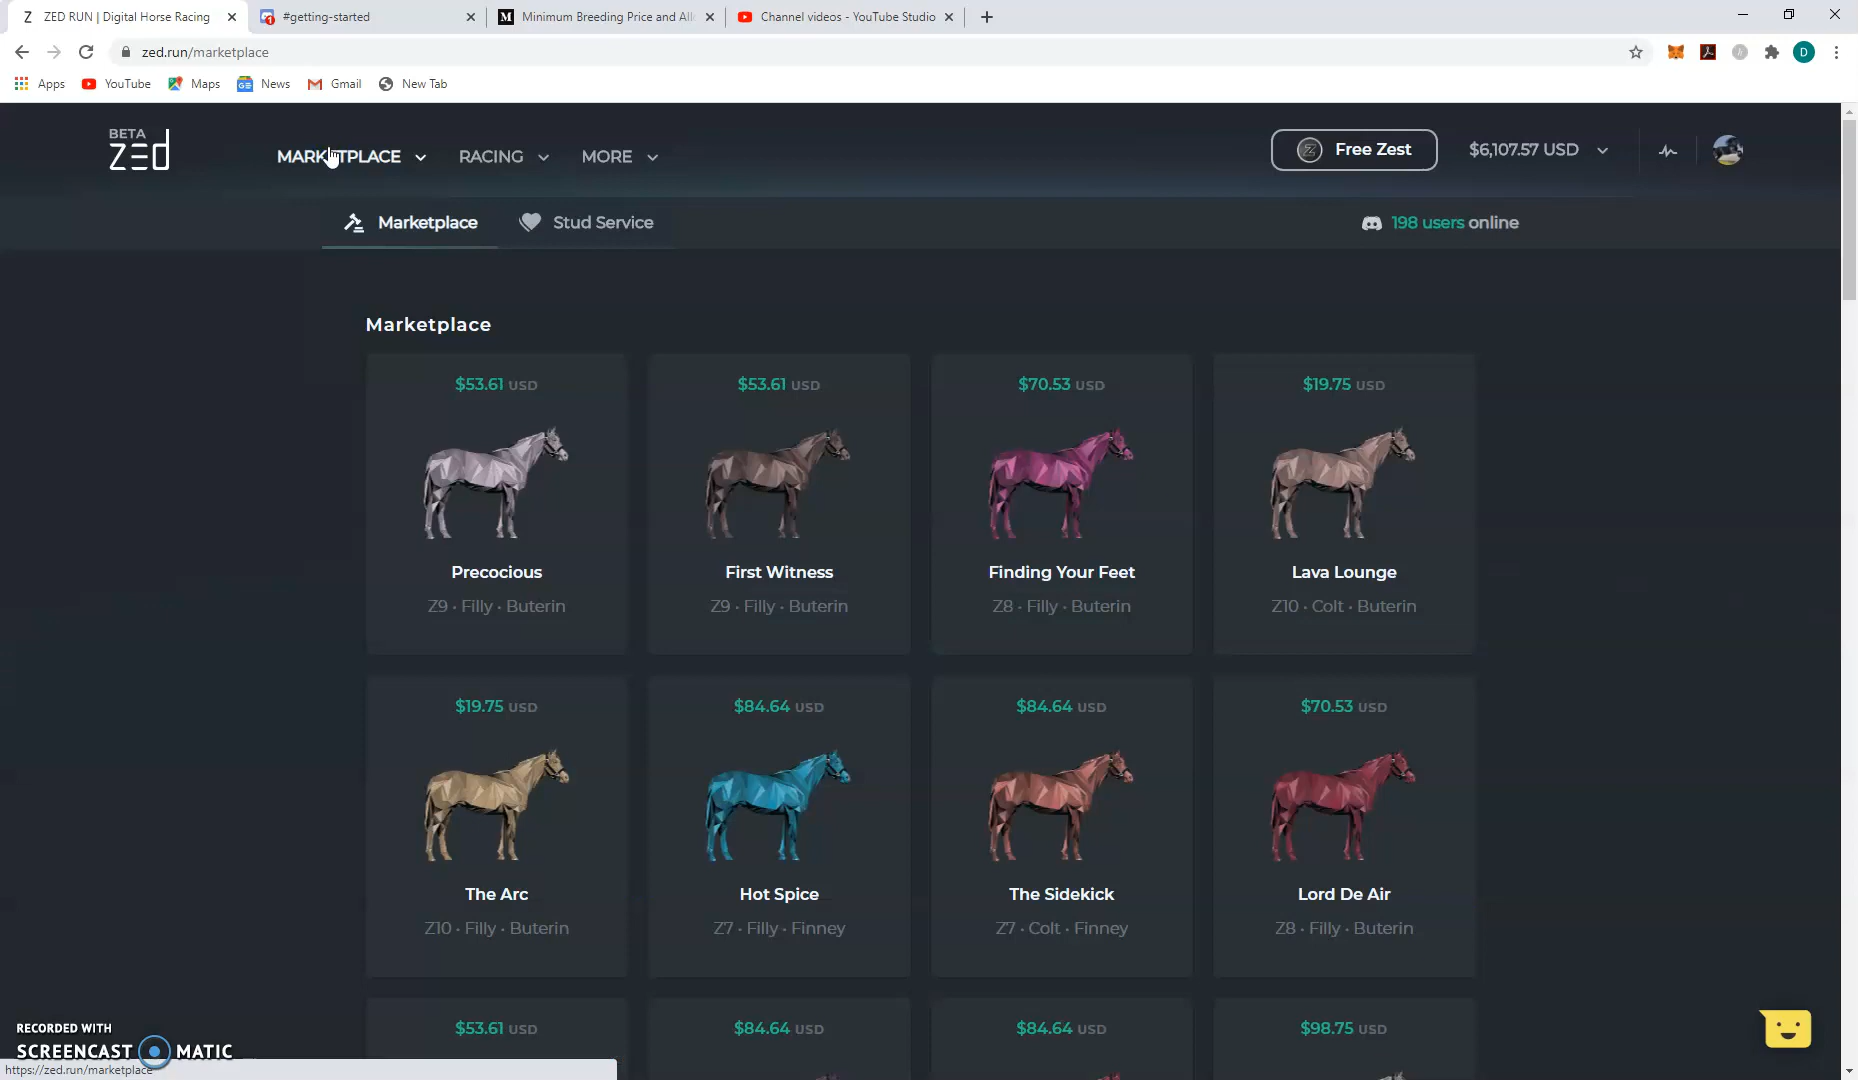 Z ZED RUN | Digital Horse Racing
#getting-started
M Minimum Breeding Price and All
Channel videos - YouTube Studio
zed.run/marketplace
D
Apps YouTube Maps News Gmail New Tab
BETA
zed
MARKETPLACE RACING MORE
Free Zest
$6,107.57 USD
Marketplace Stud Service
198 users online
Marketplace
$53.61 USD $53.61 USD $70.53 USD $19.75 USD
Precocious First Witness Finding Your Feet Lava Lounge
Z9 · Filly · Buterin Z9 · Filly · Buterin Z8 · Filly · Buterin Z10 · Colt · Buterin
$19.75 USD $84.64 USD $84.64 USD $70.53 USD
The Arc Hot Spice The Sidekick Lord De Air
Z10 · Filly · Buterin Z7 · Filly · Finney Z7 · Colt · Finney Z8 · Filly · Buterin
$53.61 USD $84.64 USD $84.64 USD $98.75 USD
RECORDED WITH
SCREENCAST MATIC
https://zed.run/marketplace